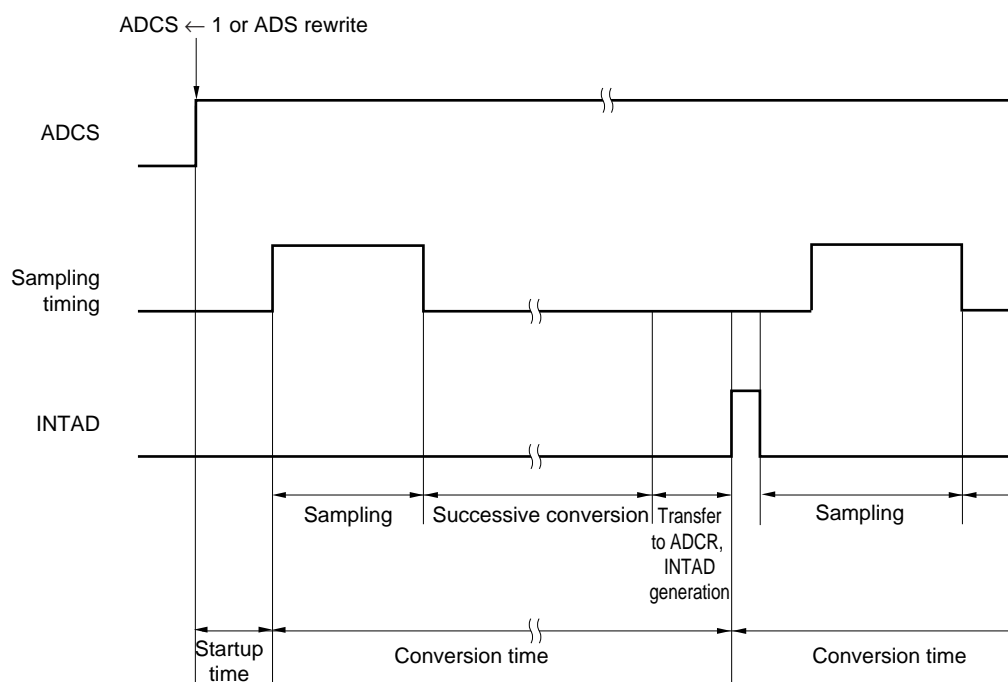 ADCS ← 1 or ADS rewrite
ADCS
Sampling
timing
INTAD
Sampling
Successive conversion
Transfer
to ADCR,
INTAD
generation
Sampling
Startup
time
Conversion time
Conversion time